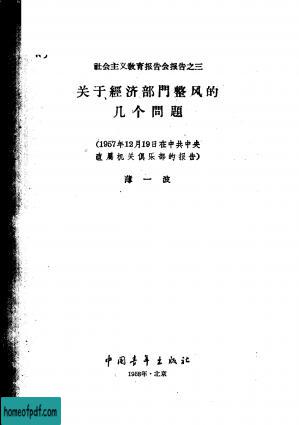 社会主义教育报告会报告之三
关于經济部門整风的
几个問題
(1957年12月19日在中共中央
直屬机关俱乐部的报告)
薄一波
中国青年出版社
1958年·北京
homeofpdf.com